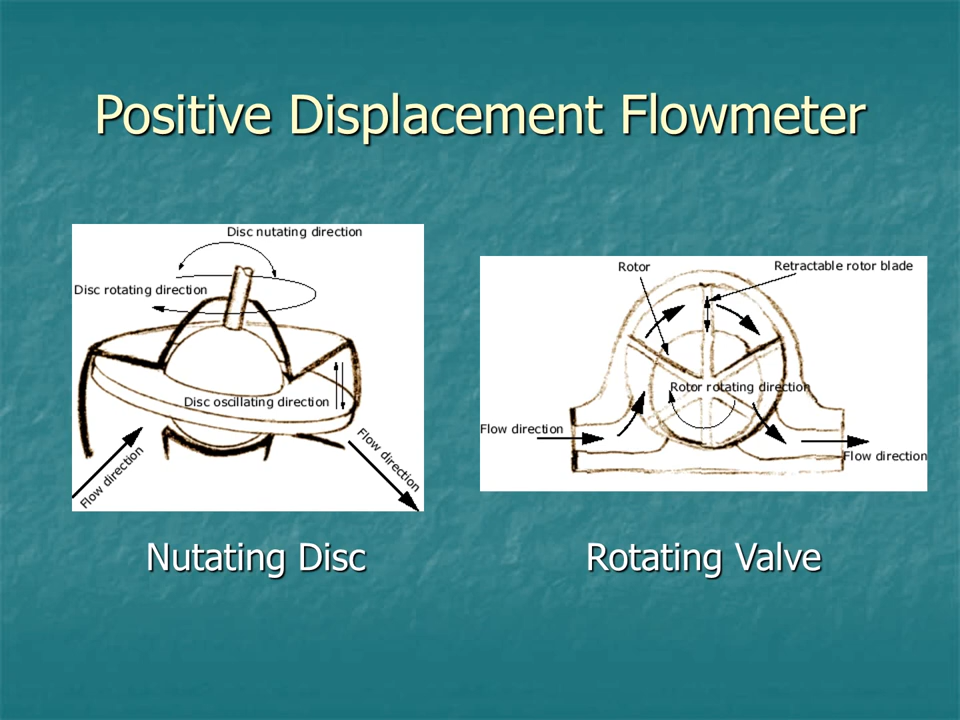 Positive Displacement Flowmeter
Disc nutating direction
Disc rotating direction
Disc oscillating direction
Flow direction
Flow direction
Rotor
Retractable rotor blade
Rotor rotating direction
Flow direction
Flow direction
Nutating Disc
Rotating Valve